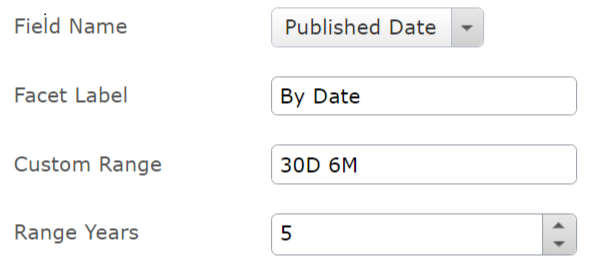 Field Name Published Date
Facet Label By Date
Custom Range 30D 6M
Range Years 5